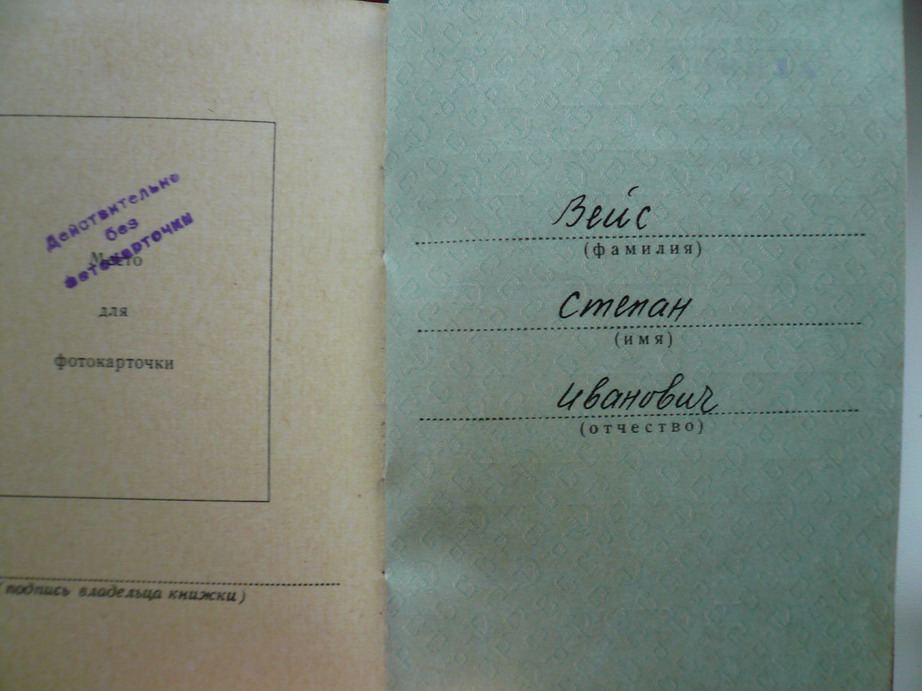 Действительно
без
фотокарточки
Место
для
фотокарточки
(подпись владельца книжки)
Вейс
(фамилия)
Степан
(имя)
Иванович
(отчество)